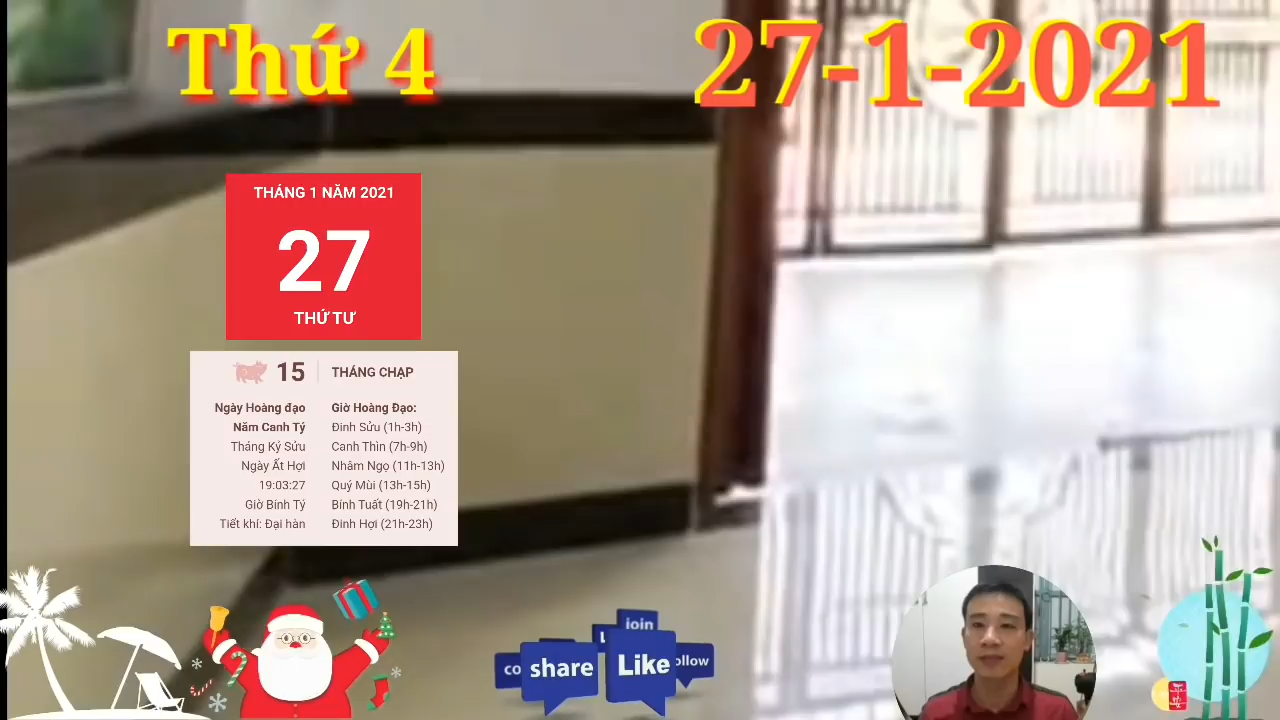 Thứ 4
27-1-2021
THÁNG 1 NĂM 2021
27
THỨ TƯ
15
THÁNG CHẠP
Ngày Hoàng đạo
Năm Canh Tý
Tháng Kỷ Sửu
Ngày Ất Hợi
19:03:27
Giờ Bính Tý
Tiết khí: Đại hàn
Giờ Hoàng Đạo:
Đinh Sửu (1h-3h)
Canh Thìn (7h-9h)
Nhâm Ngọ (11h-13h)
Quý Mùi (13h-15h)
Bính Tuất (19h-21h)
Đinh Hợi (21h-23h)
join
co
share
Like
ollow